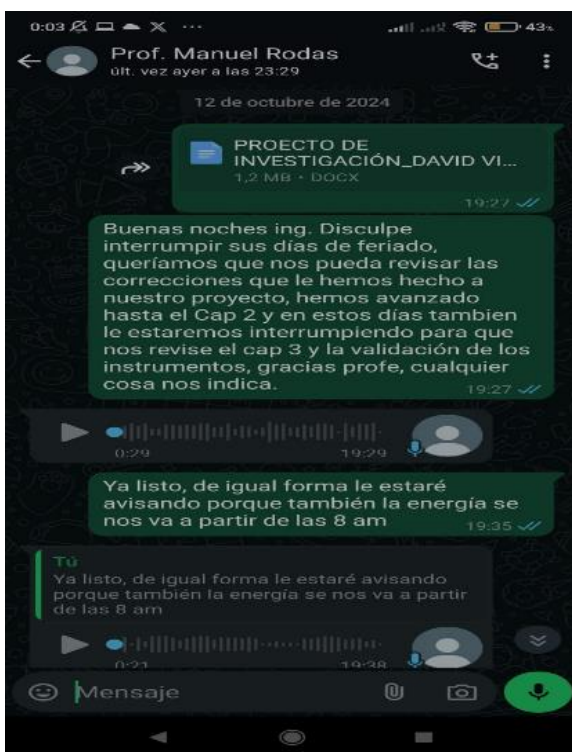 0:03
43%
Prof. Manuel Rodas
últ. vez ayer a las 23:29
12 de octubre de 2024
PROECTO DE
INVESTIGACIÓN_DAVID VI...
1,2 MB • DOCX
19:27
Buenas noches ing. Disculpe
interrumpir sus días de feriado,
queríamos que nos pueda revisar las
correcciones que le hemos hecho a
nuestro proyecto, hemos avanzado
hasta el Cap 2 y en estos días tambien
le estaremos interrumpiendo para que
nos revise el cap 3 y la validación de los
instrumentos, gracias profe, cualquier
cosa nos indica.
19:27
0:29
19:29
Ya listo, de igual forma le estaré
avisando porque también la energía se
nos va a partir de las 8 am
19:35
Tú
Ya listo, de igual forma le estaré avisando
porque también la energía se nos va a partir
de las 8 am
0:21
19:38
Mensaje